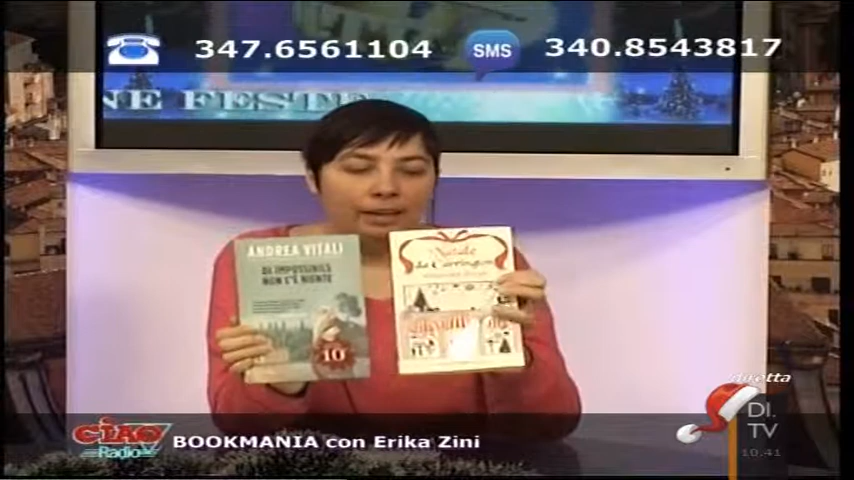 347.6561104
SMS
340.8543817
NE FESTE
ANDREA VITALI
DI IMPOSSIBILE
NON C'È NIENTE
10
Natale
da Carrington
diretta
DI.
TV
10.41
CIAO
Radio
BOOKMANIA con Erika Zini